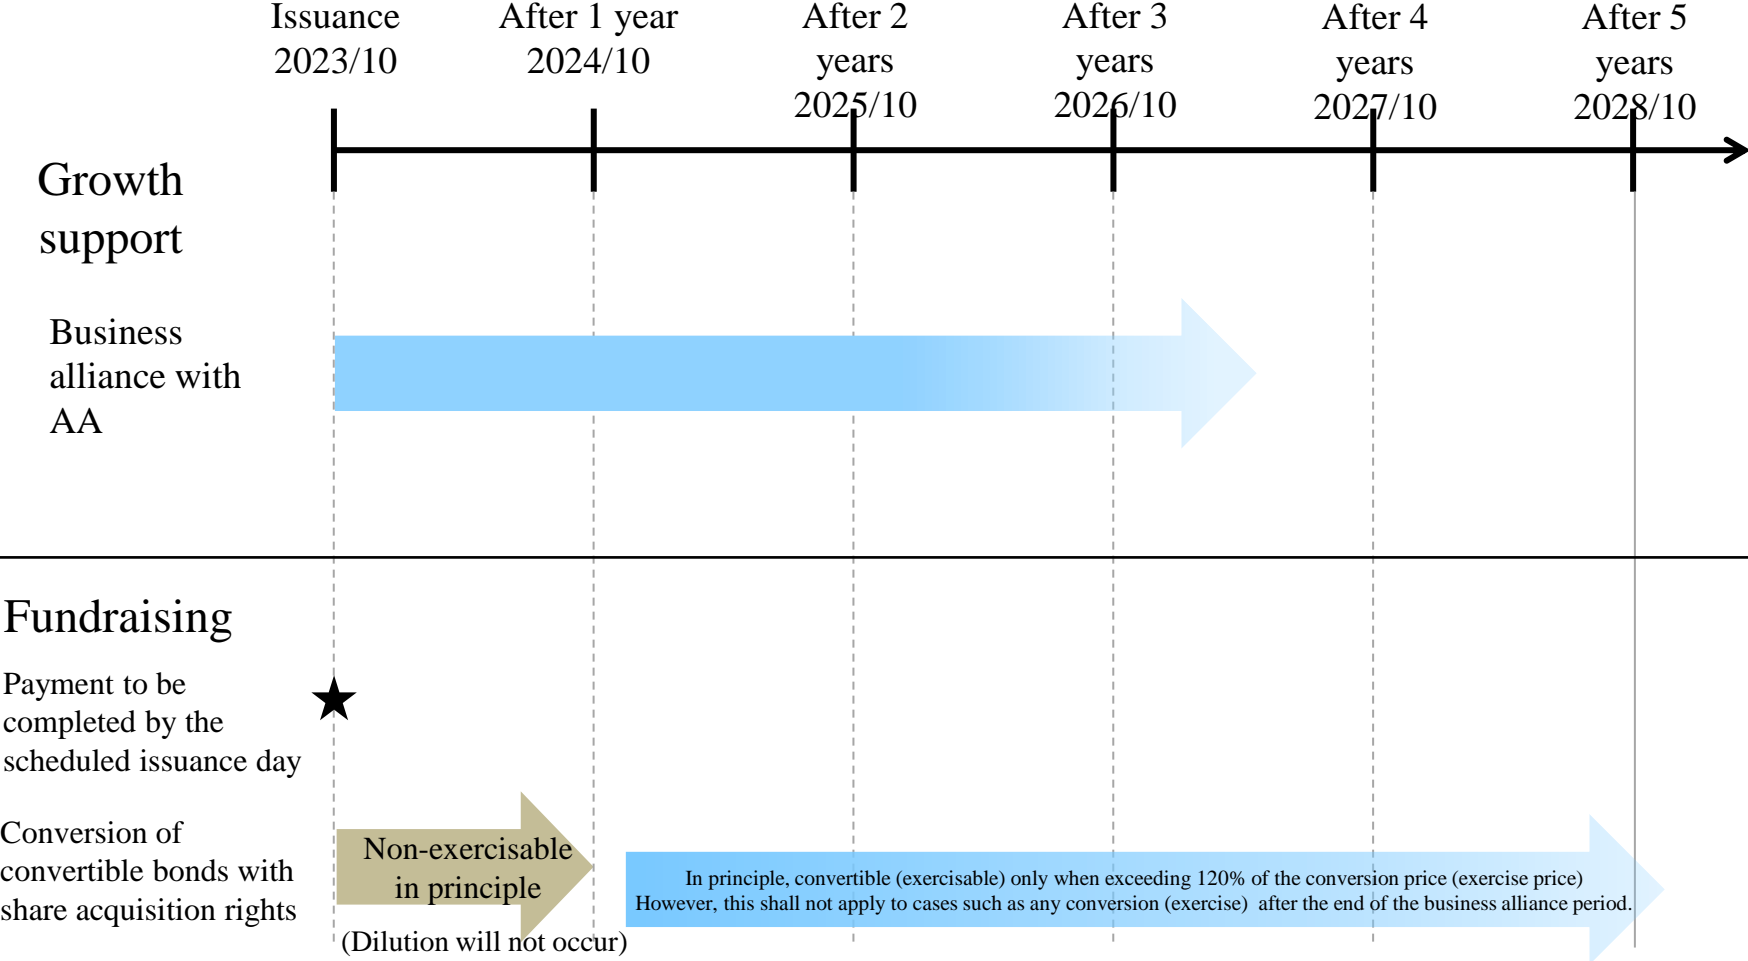 Issuance
2023/10
After 1 year
2024/10
After 2
years
2025/10
After 3
years
2026/10
After 4
years
2027/10
After 5
years
2028/10
Growth
support
Business
alliance with
AA
Fundraising
Payment to be
completed by the
scheduled issuance day
Conversion of
convertible bonds with
share acquisition rights
Non-exercisable
in principle
(Dilution will not occur)
In principle, convertible (exercisable) only when exceeding 120% of the conversion price (exercise price)
However, this shall not apply to cases such as any conversion (exercise) after the end of the business alliance period.